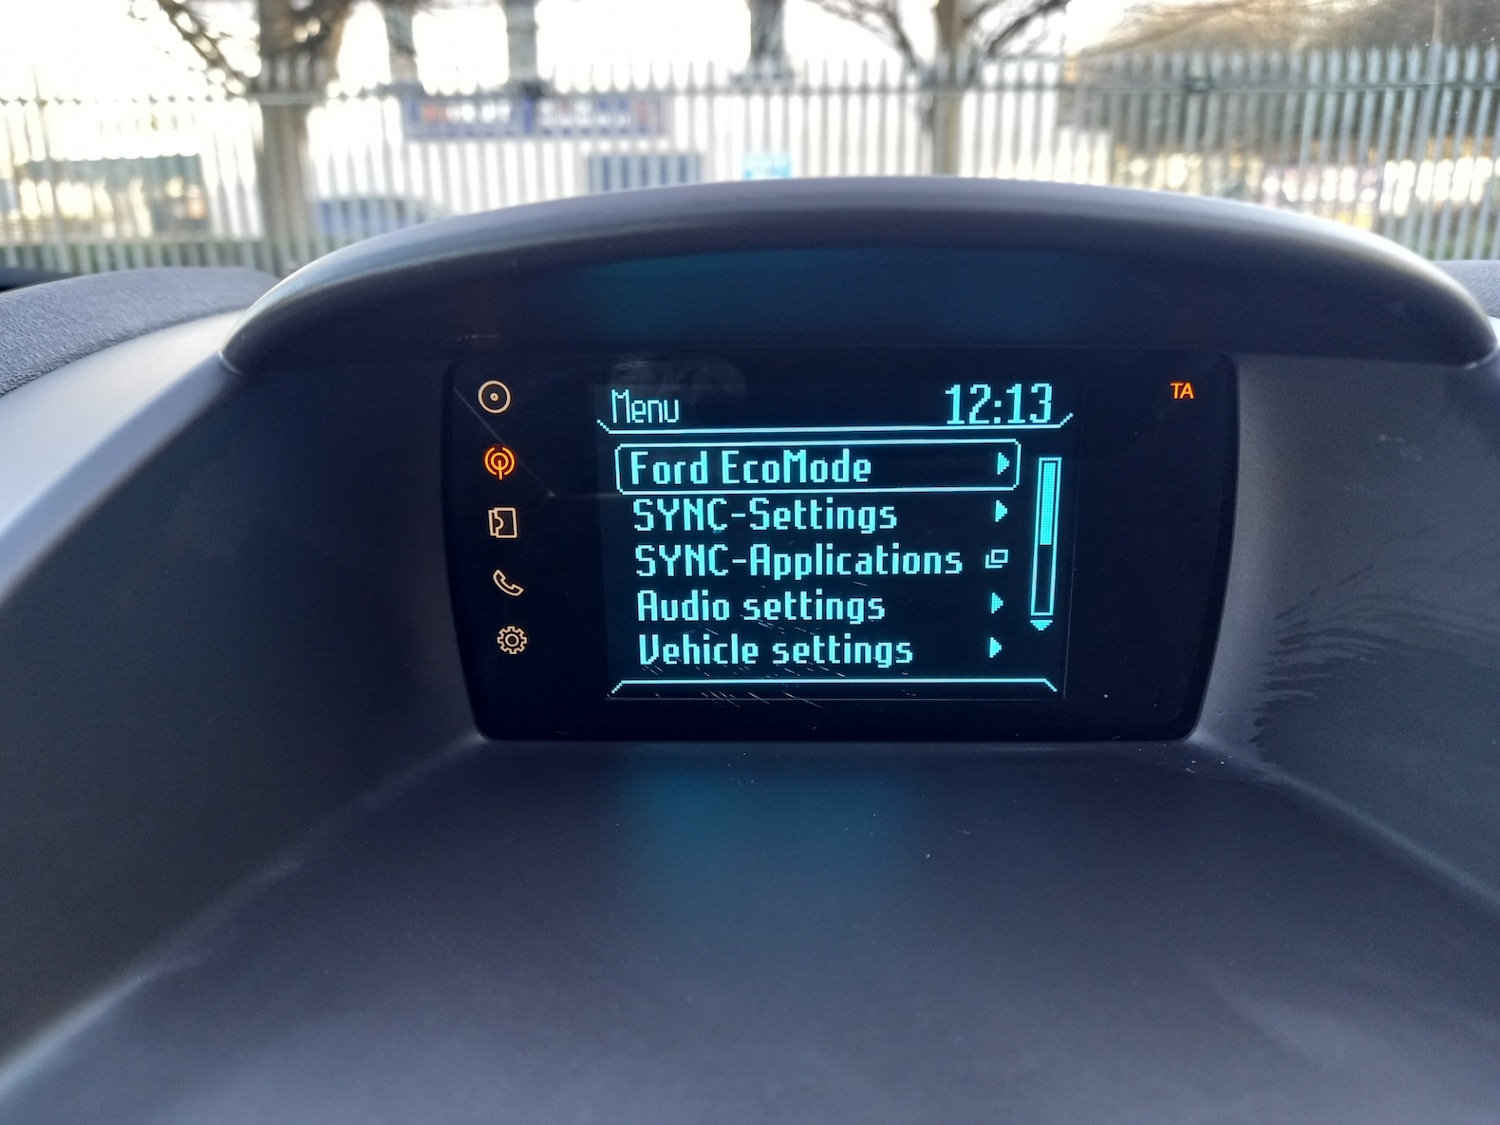 Menu 12:13 TA
Ford EcoMode
SYNC-Settings
SYNC-Applications
Audio settings
Vehicle settings